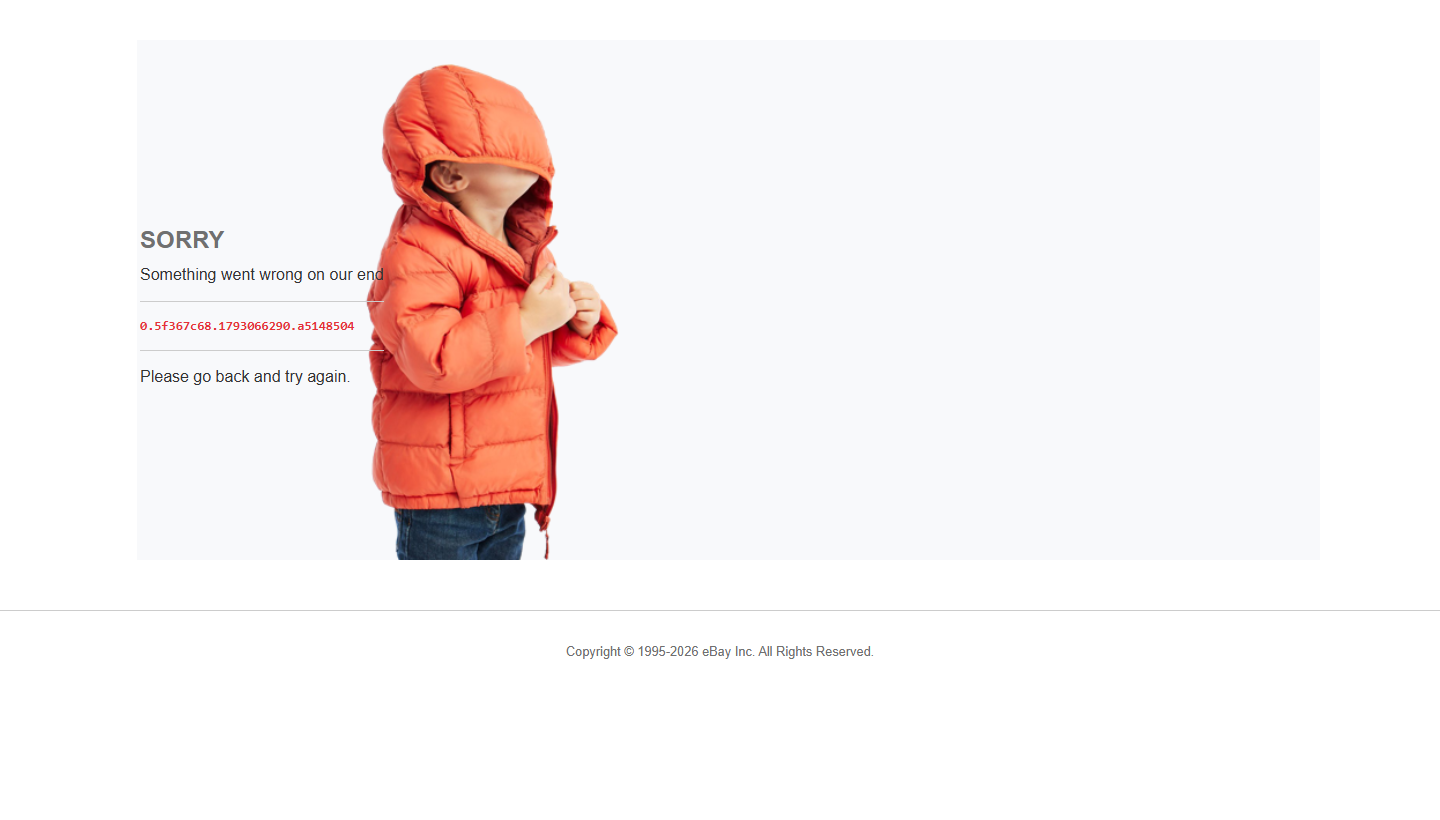 SORRY
Something went wrong on our end
0.5f367c68.1793066290.a5148504
Please go back and try again.
Copyright © 1995-2026 eBay Inc. All Rights Reserved.